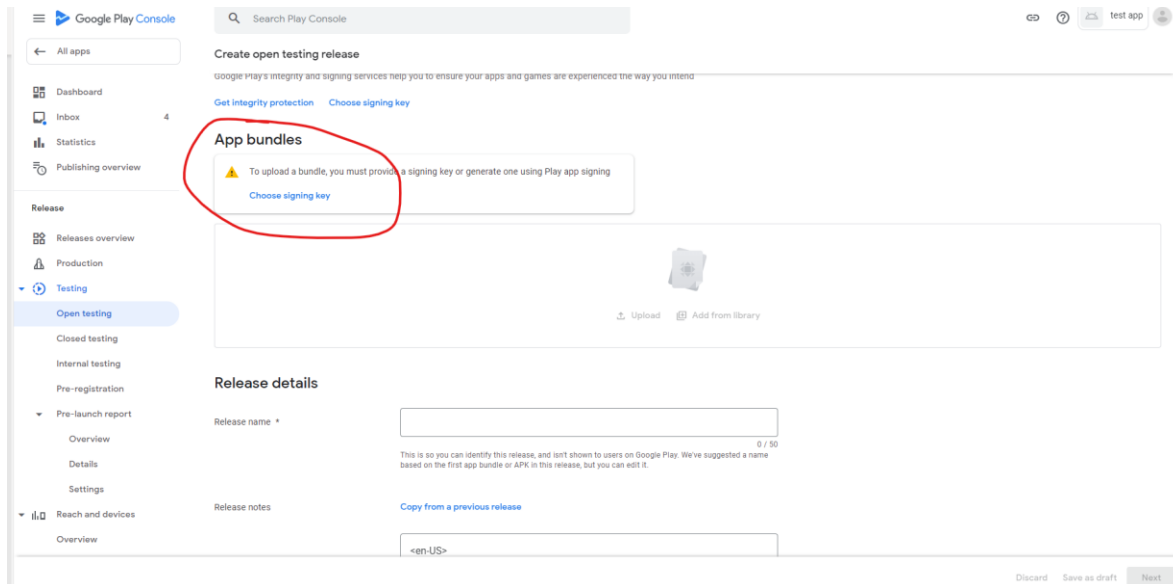 Google Play Console
Search Play Console
test app
All apps
Create open testing release
Google Play's integrity and signing services help you to ensure your apps and games are experienced the way you intend
Get integrity protection Choose signing key
Dashboard
Inbox 4
Statistics
Publishing overview
Release
Releases overview
Production
Testing
Open testing
Closed testing
Internal testing
Pre-registration
Pre-launch report
Overview
Details
Settings
Reach and devices
Overview
App bundles
To upload a bundle, you must provide a signing key or generate one using Play app signing
Choose signing key
Upload Add from library
Release details
Release name *
0 / 50
This is so you can identify this release, and isn't shown to users on Google Play. We've suggested a name
based on the first app bundle or APK in this release, but you can edit it.
Release notes
Copy from a previous release
<en-US>
Discard Save as draft Next